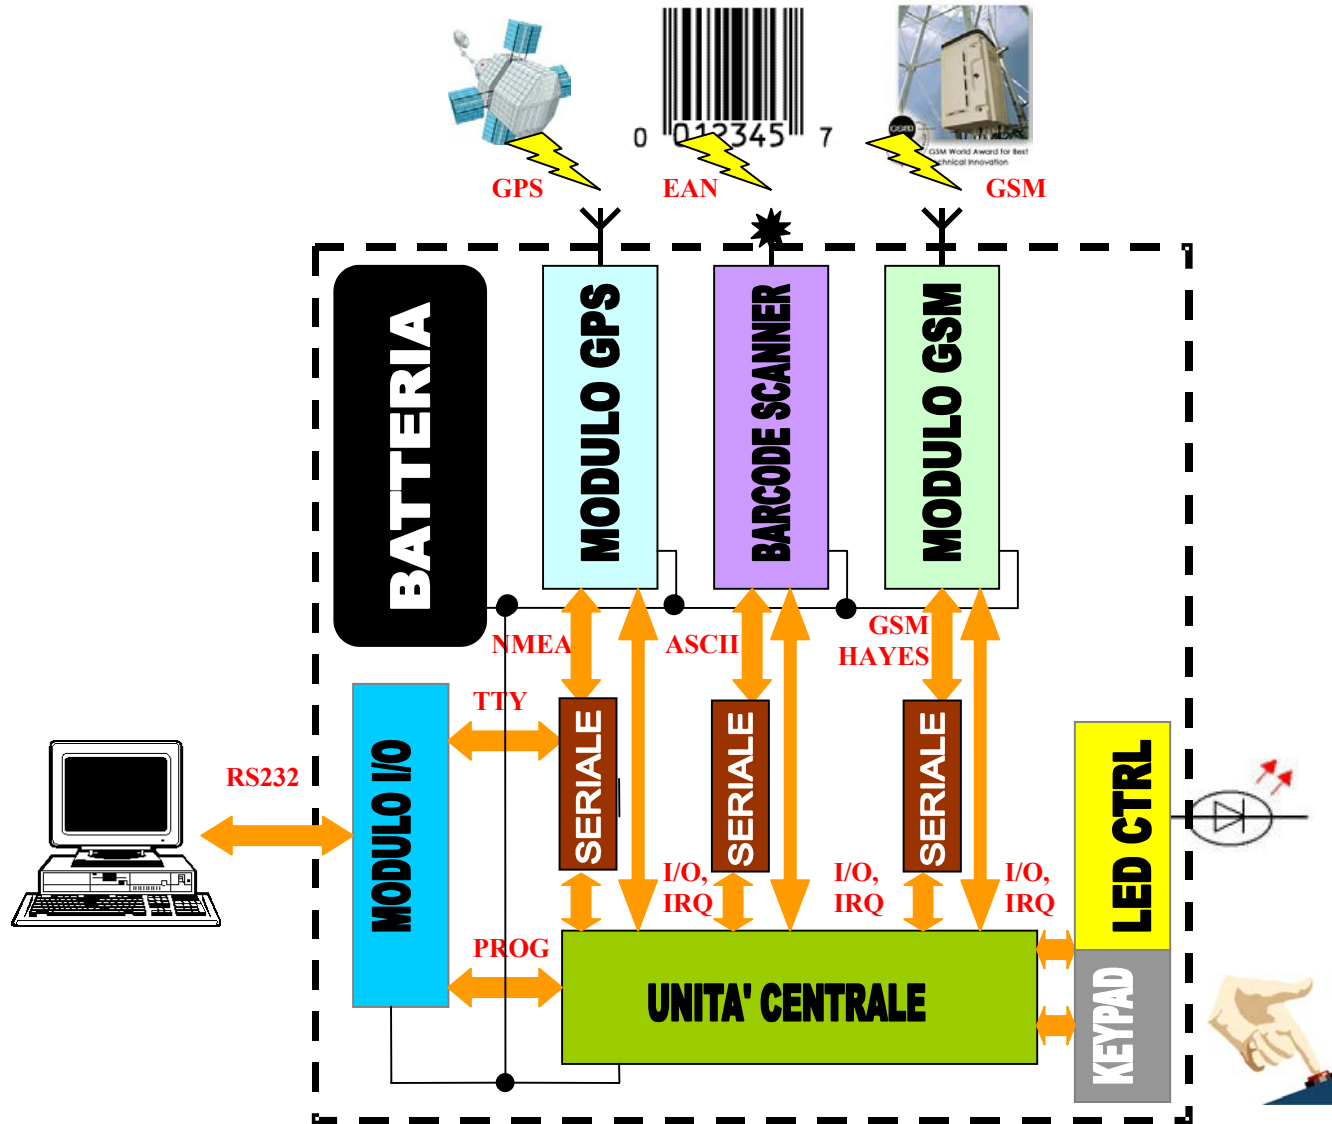 0 012345 7
GSM World Award for Best
Technical Innovation
GPS
EAN
GSM
BATTERIA
MODULO GPS
BARCODE SCANNER
MODULO GSM
NMEA
ASCII
GSM
HAYES
TTY
SERIALE
SERIALE
SERIALE
RS232
MODULO I/O
LED CTRL
I/O,
IRQ
I/O,
IRQ
I/O,
IRQ
PROG
UNITA' CENTRALE
KEYPAD